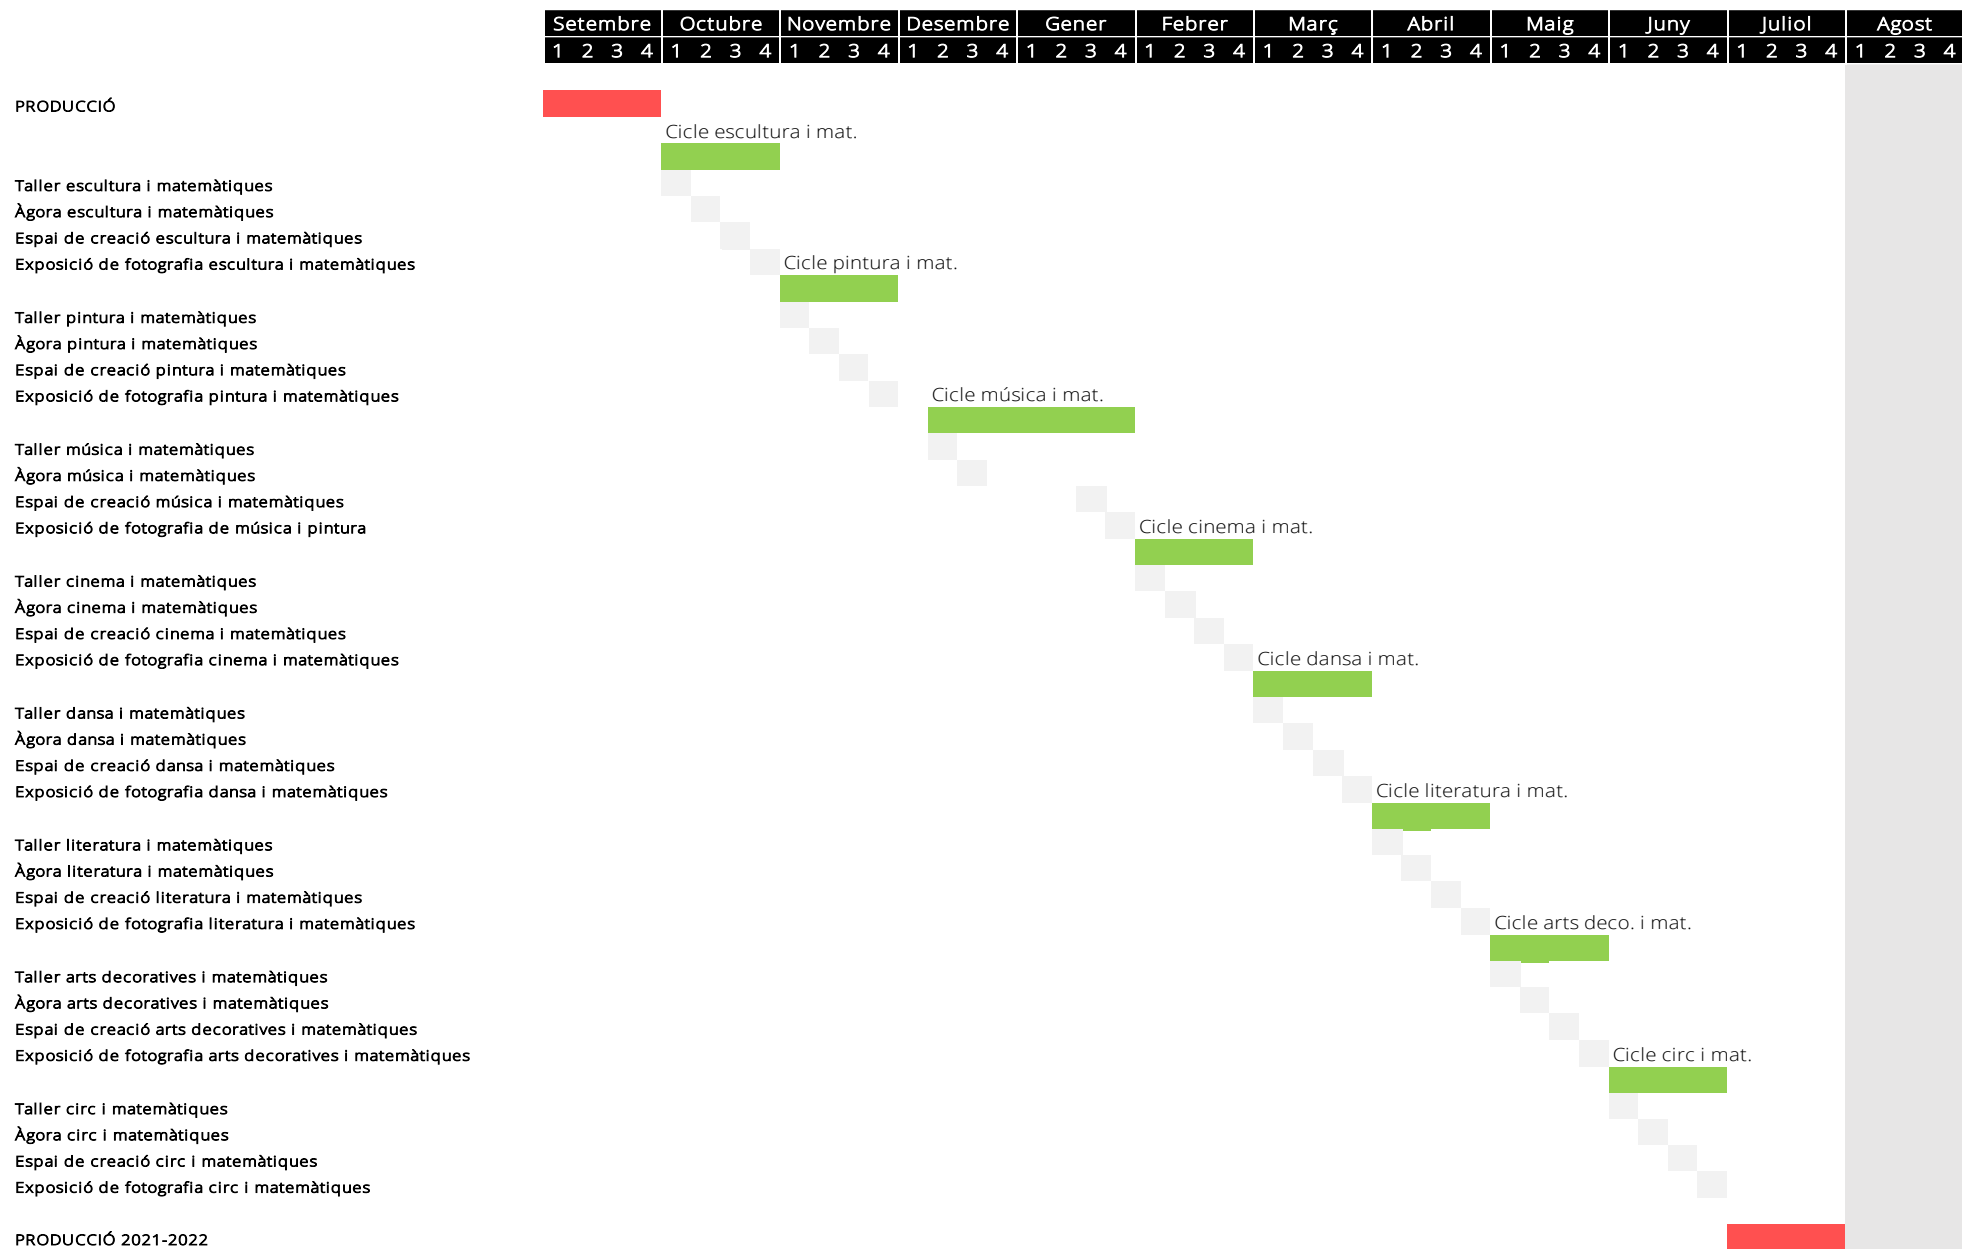 Setembre Octubre Novembre Desembre Gener Febrer Març Abril Maig Juny Juliol Agost
1 2 3 4 1 2 3 4 1 2 3 4 1 2 3 4 1 2 3 4 1 2 3 4 1 2 3 4 1 2 3 4 1 2 3 4 1 2 3 4 1 2 3 4 1 2 3 4
PRODUCCIÓ
Cicle escultura i mat.
Taller escultura i matemàtiques
Àgora escultura i matemàtiques
Espai de creació escultura i matemàtiques
Exposició de fotografia escultura i matemàtiques
Cicle pintura i mat.
Taller pintura i matemàtiques
Àgora pintura i matemàtiques
Espai de creació pintura i matemàtiques
Exposició de fotografia pintura i matemàtiques
Cicle música i mat.
Taller música i matemàtiques
Àgora música i matemàtiques
Espai de creació música i matemàtiques
Exposició de fotografia de música i pintura
Cicle cinema i mat.
Taller cinema i matemàtiques
Àgora cinema i matemàtiques
Espai de creació cinema i matemàtiques
Exposició de fotografia cinema i matemàtiques
Cicle dansa i mat.
Taller dansa i matemàtiques
Àgora dansa i matemàtiques
Espai de creació dansa i matemàtiques
Exposició de fotografia dansa i matemàtiques
Cicle literatura i mat.
Taller literatura i matemàtiques
Àgora literatura i matemàtiques
Espai de creació literatura i matemàtiques
Exposició de fotografia literatura i matemàtiques
Cicle arts deco. i mat.
Taller arts decoratives i matemàtiques
Àgora arts decoratives i matemàtiques
Espai de creació arts decoratives i matemàtiques
Exposició de fotografia arts decoratives i matemàtiques
Cicle circ i mat.
Taller circ i matemàtiques
Àgora circ i matemàtiques
Espai de creació circ i matemàtiques
Exposició de fotografia circ i matemàtiques
PRODUCCIÓ 2021-2022